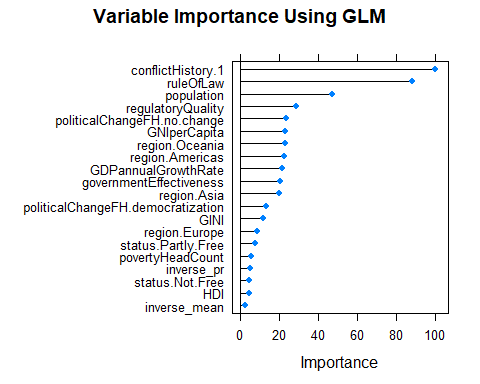 Variable Importance Using GLM
conflictHistory.1
ruleOfLaw
population
regulatoryQuality
politicalChangeFH.no.change
GNIperCapita
region.Oceania
region.Americas
GDPannualGrowthRate
governmentEffectiveness
region.Asia
politicalChangeFH.democratization
GINI
region.Europe
status.Partly.Free
povertyHeadCount
inverse_pr
status.Not.Free
HDI
inverse_mean
0 20 40 60 80 100
Importance